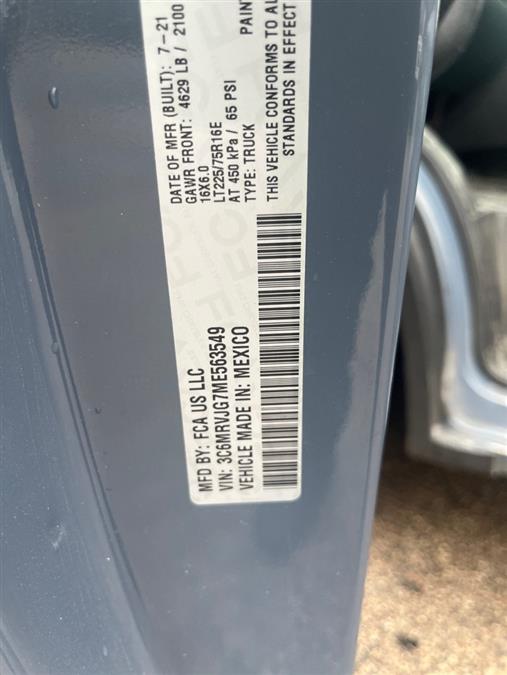 MFD BY: FCA US LLC
DATE OF MFR (BUILT): 7-21
GAWR FRONT: 4629 LB / 2100
16X6.0
LT225/75R16E
AT 450 kPa / 65 PSI
TYPE: TRUCK
PAIN
THIS VEHICLE CONFORMS TO AL
STANDARDS IN EFFECT
VIN: 3C6MRVJG7ME563549
VEHICLE MADE IN: MEXICO